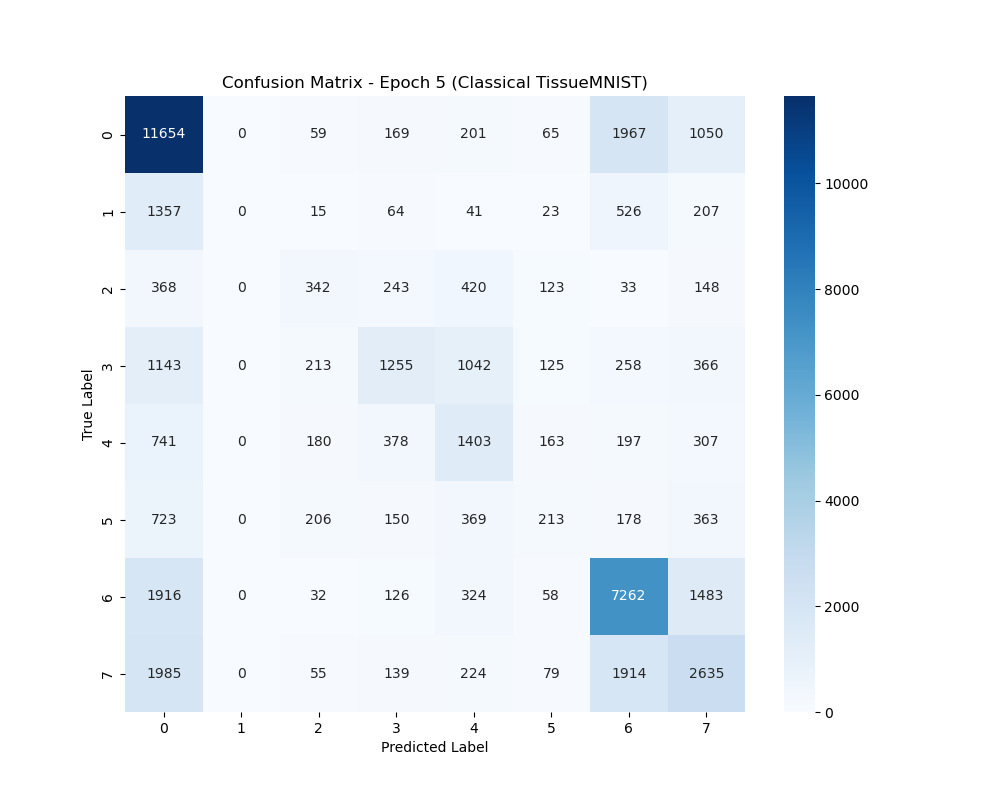 Confusion Matrix - Epoch 5 (Classical TissueMNIST)
0 11654 0 59 169 201 65 1967 1050
1 1357 0 15 64 41 23 526 207
2 368 0 342 243 420 123 33 148
3 1143 0 213 1255 1042 125 258 366
4 741 0 180 378 1403 163 197 307
5 723 0 206 150 369 213 178 363
6 1916 0 32 126 324 58 7262 1483
7 1985 0 55 139 224 79 1914 2635
0 1 2 3 4 5 6 7
Predicted Label
True Label
10000
8000
6000
4000
2000
0